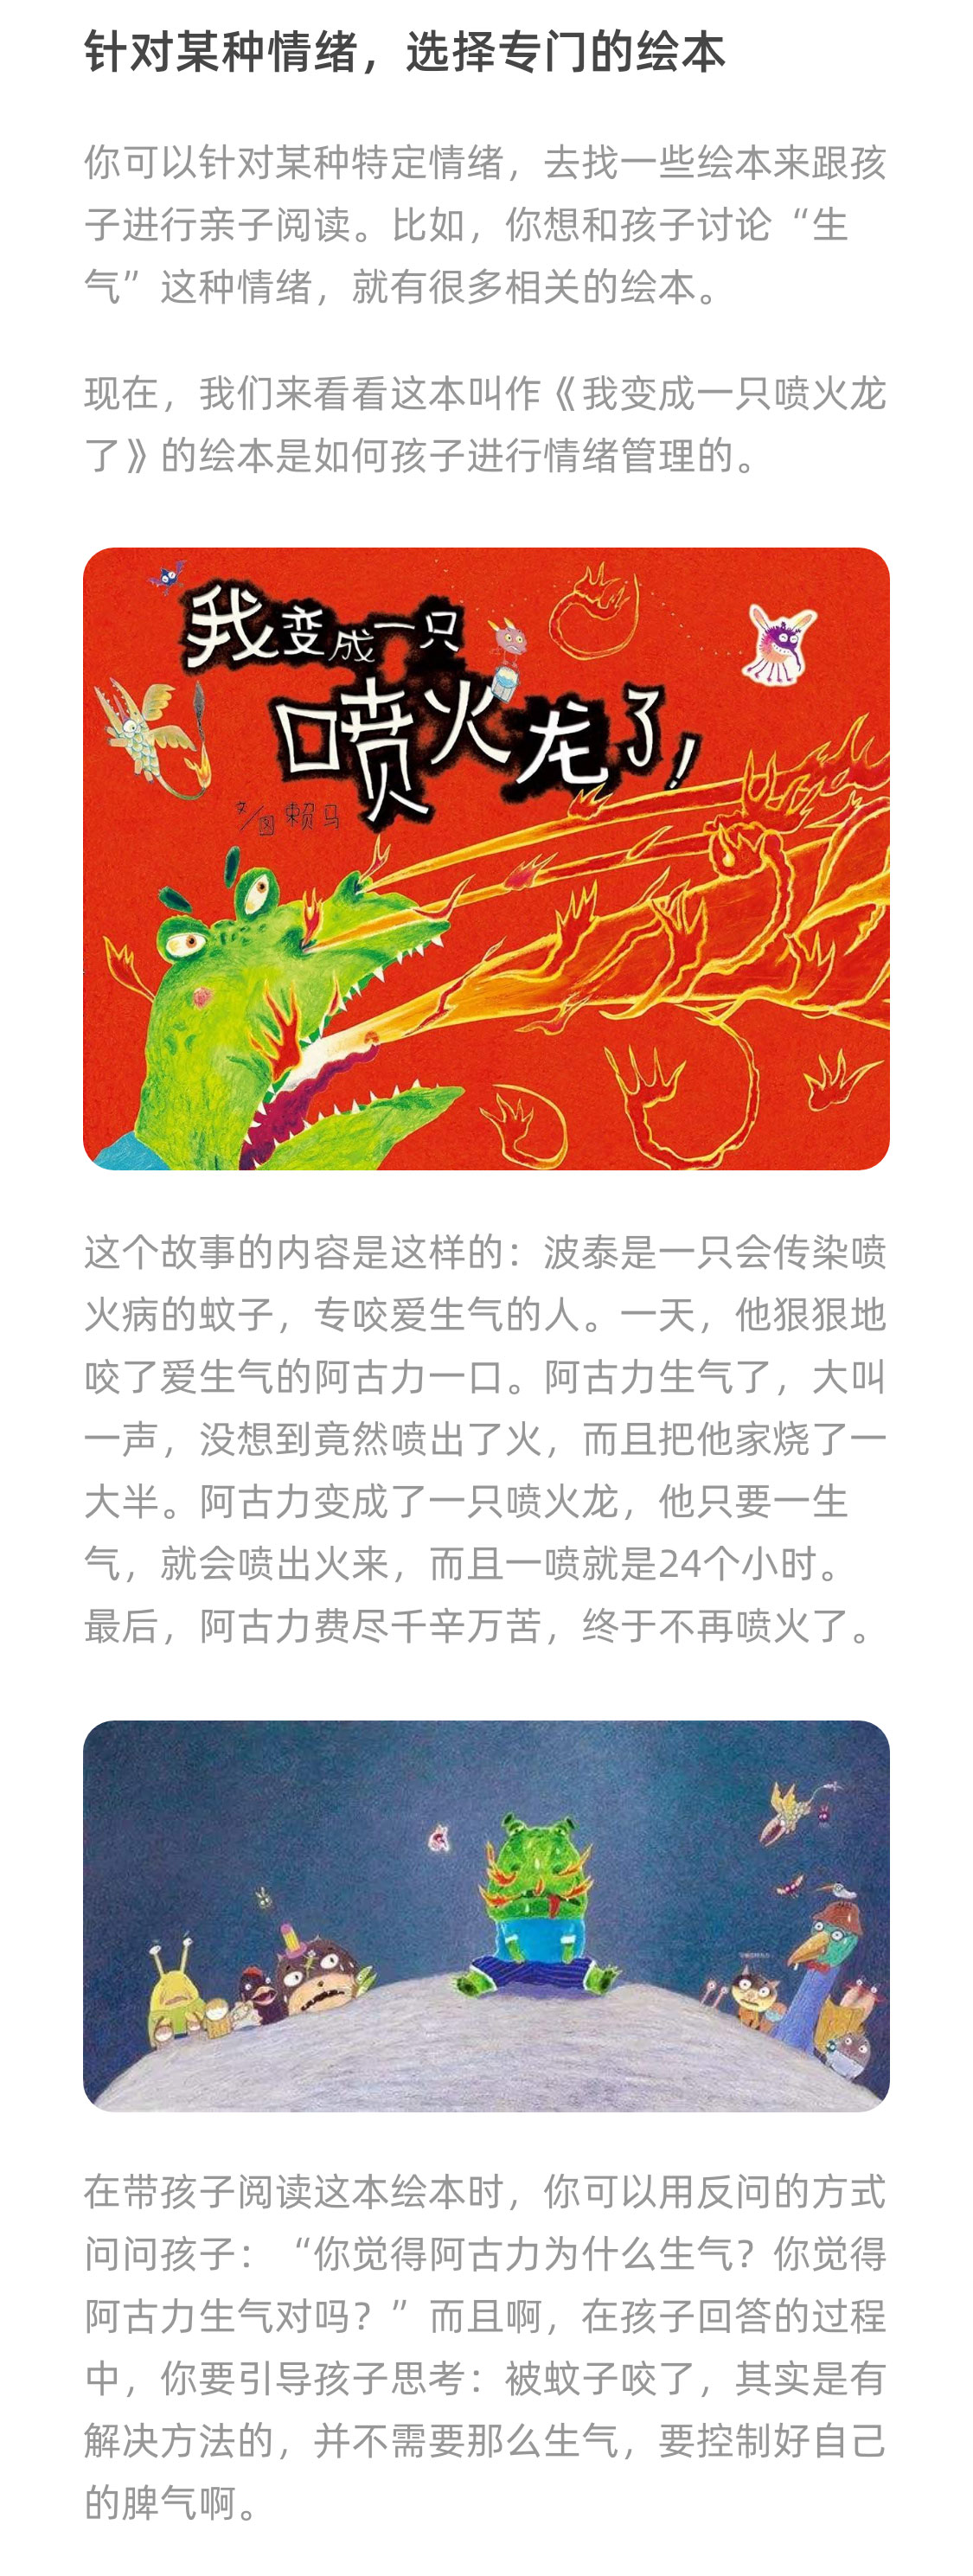 针对某种情绪，选择专门的绘本
你可以针对某种特定情绪，去找一些绘本来跟孩
子进行亲子阅读。比如，你想和孩子讨论“生
气”这种情绪，就有很多相关的绘本。
现在，我们来看看这本叫作《我变成一只喷火龙
了》的绘本是如何孩子进行情绪管理的。
我变成一只
喷火龙了！
文／图 赖马
这个故事的内容是这样的：波泰是一只会传染喷
火病的蚊子，专咬爱生气的人。一天，他狠狠地
咬了爱生气的阿古力一口。阿古力生气了，大叫
一声，没想到竟然喷出了火，而且把他家烧了一
大半。阿古力变成了一只喷火龙，他只要一生
气，就会喷出火来，而且一喷就是24个小时。
最后，阿古力费尽千辛万苦，终于不再喷火了。
在带孩子阅读这本绘本时，你可以用反问的方式
问问孩子：“你觉得阿古力为什么生气？你觉得
阿古力生气对吗？”而且啊，在孩子回答的过程
中，你要引导孩子思考：被蚊子咬了，其实是有
解决方法的，并不需要那么生气，要控制好自己
的脾气啊。